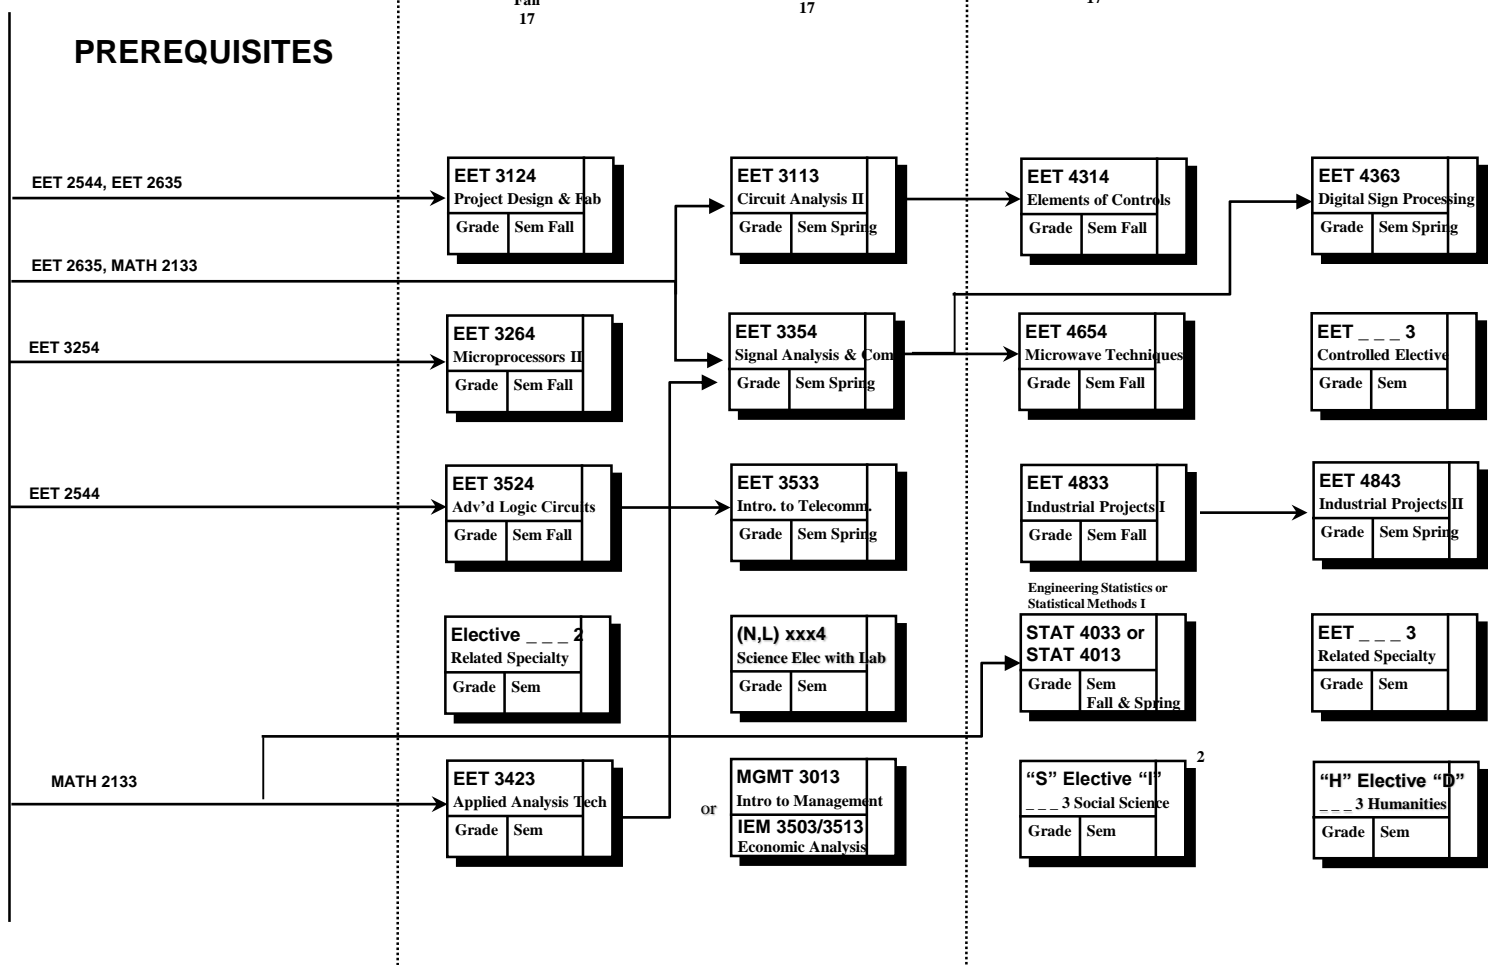 Fall
17
17
17
PREREQUISITES
EET 2544, EET 2635
EET 2635, MATH 2133
EET 3254
EET 2544
MATH 2133
EET 3124
Project Design & Fab
Grade Sem Fall
EET 3264
Microprocessors II
Grade Sem Fall
EET 3524
Adv’d Logic Circuits
Grade Sem Fall
Elective _ _ _ 2
Related Specialty
Grade Sem
EET 3423
Applied Analysis Tech
Grade Sem
EET 3113
Circuit Analysis II
Grade Sem Spring
EET 3354
Signal Analysis & Com
Grade Sem Spring
EET 3533
Intro. to Telecomm.
Grade Sem Spring
(N,L) xxx4
Science Elec with Lab
Grade Sem
MGMT 3013
Intro to Management
or
IEM 3503/3513
Economic Analysis
EET 4314
Elements of Controls
Grade Sem Fall
EET 4654
Microwave Techniques
Grade Sem Fall
EET 4833
Industrial Projects I
Grade Sem Fall
Engineering Statistics or
Statistical Methods I
STAT 4033 or
STAT 4013
Grade Sem
Fall & Spring
2
“S” Elective “I”
_ _ _ 3 Social Science
Grade Sem
EET 4363
Digital Sign Processing
Grade Sem Spring
EET _ _ _ 3
Controlled Elective
Grade Sem
EET 4843
Industrial Projects II
Grade Sem Spring
EET _ _ _ 3
Related Specialty
Grade Sem
“H” Elective “D”
_ _ _ 3 Humanities
Grade Sem